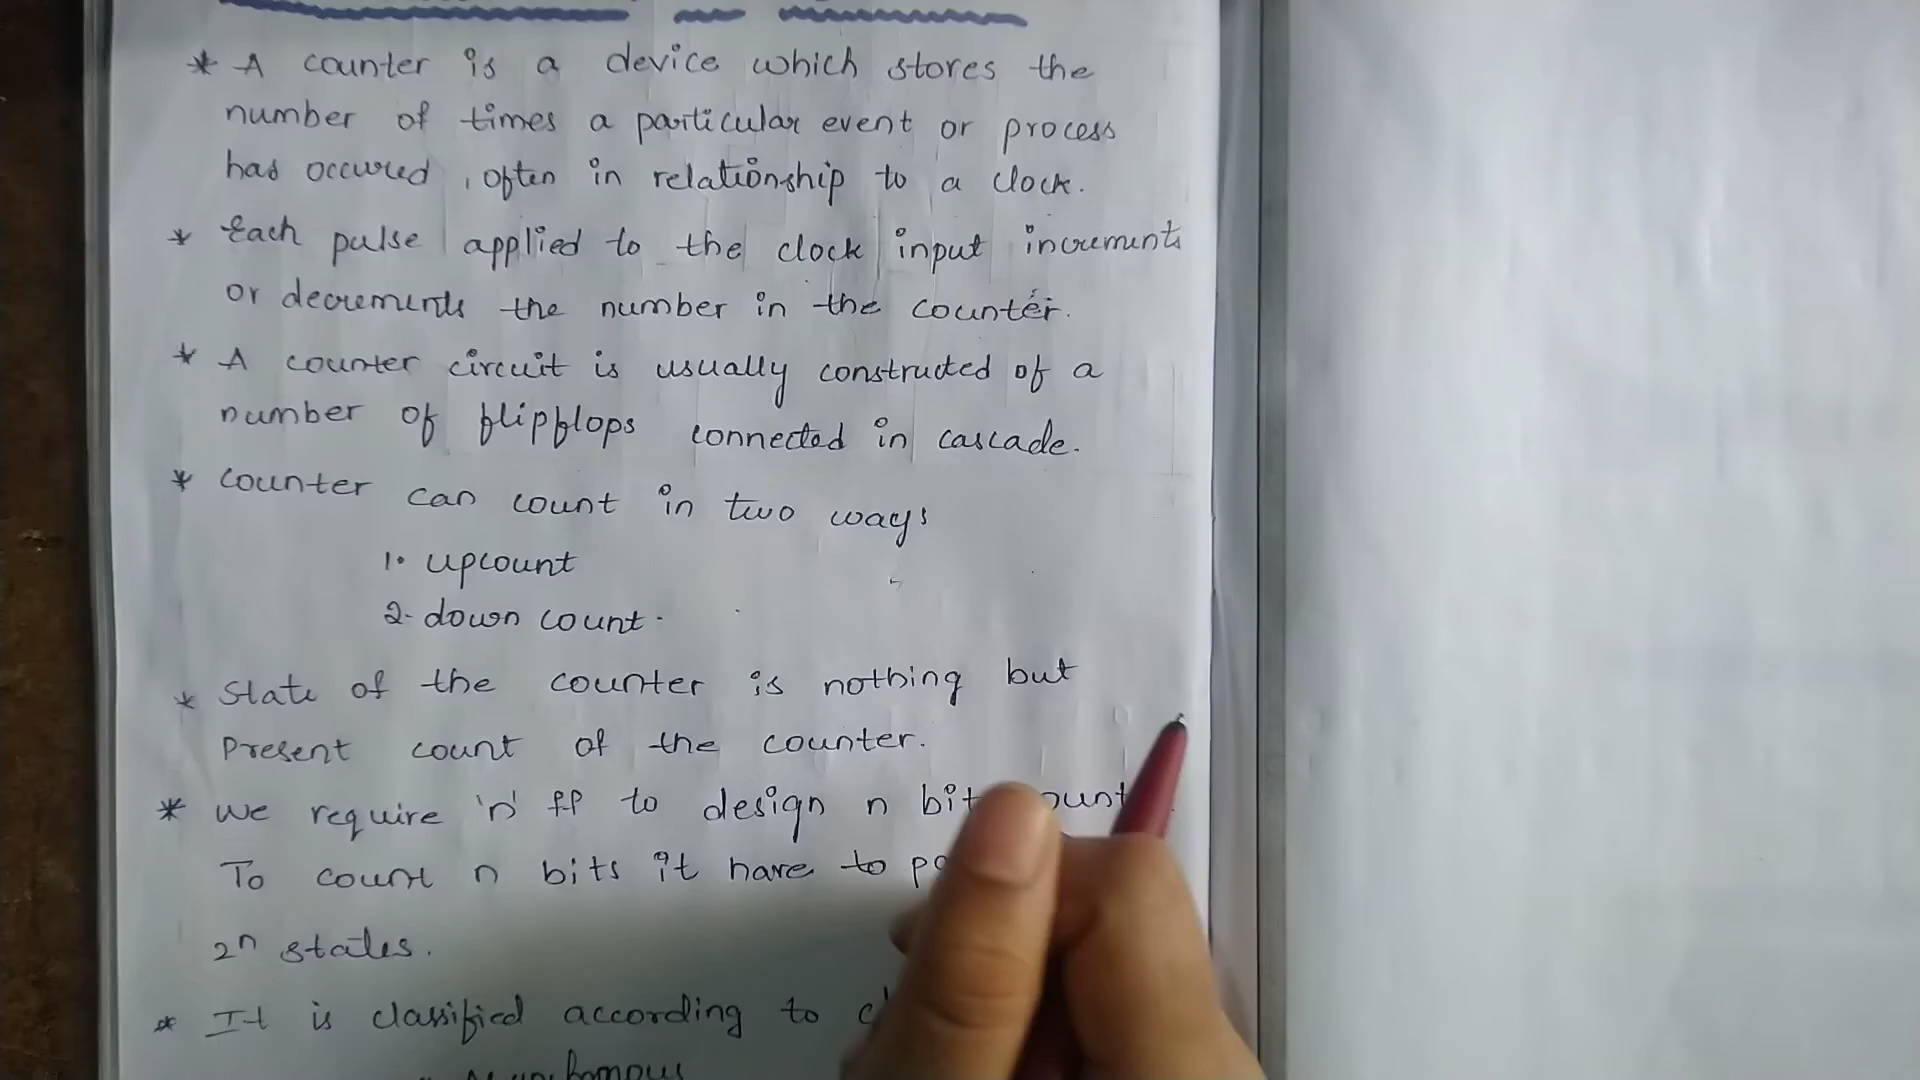 * A counter is a device which stores the
number of times a particular event or process
has occured, often in relationship to a clock.
* Each pulse applied to the clock input increments
or decrements the number in the counter.
* A counter circuit is usually constructed of a
number of flipflops connected in cascade.
* counter can count in two ways
1. upcount
2. down count.
* State of the counter is nothing but
Present count of the counter.
* we require 'n' ff to design n bit
To count n bits it have to
2ⁿ states.
* It is classified according to